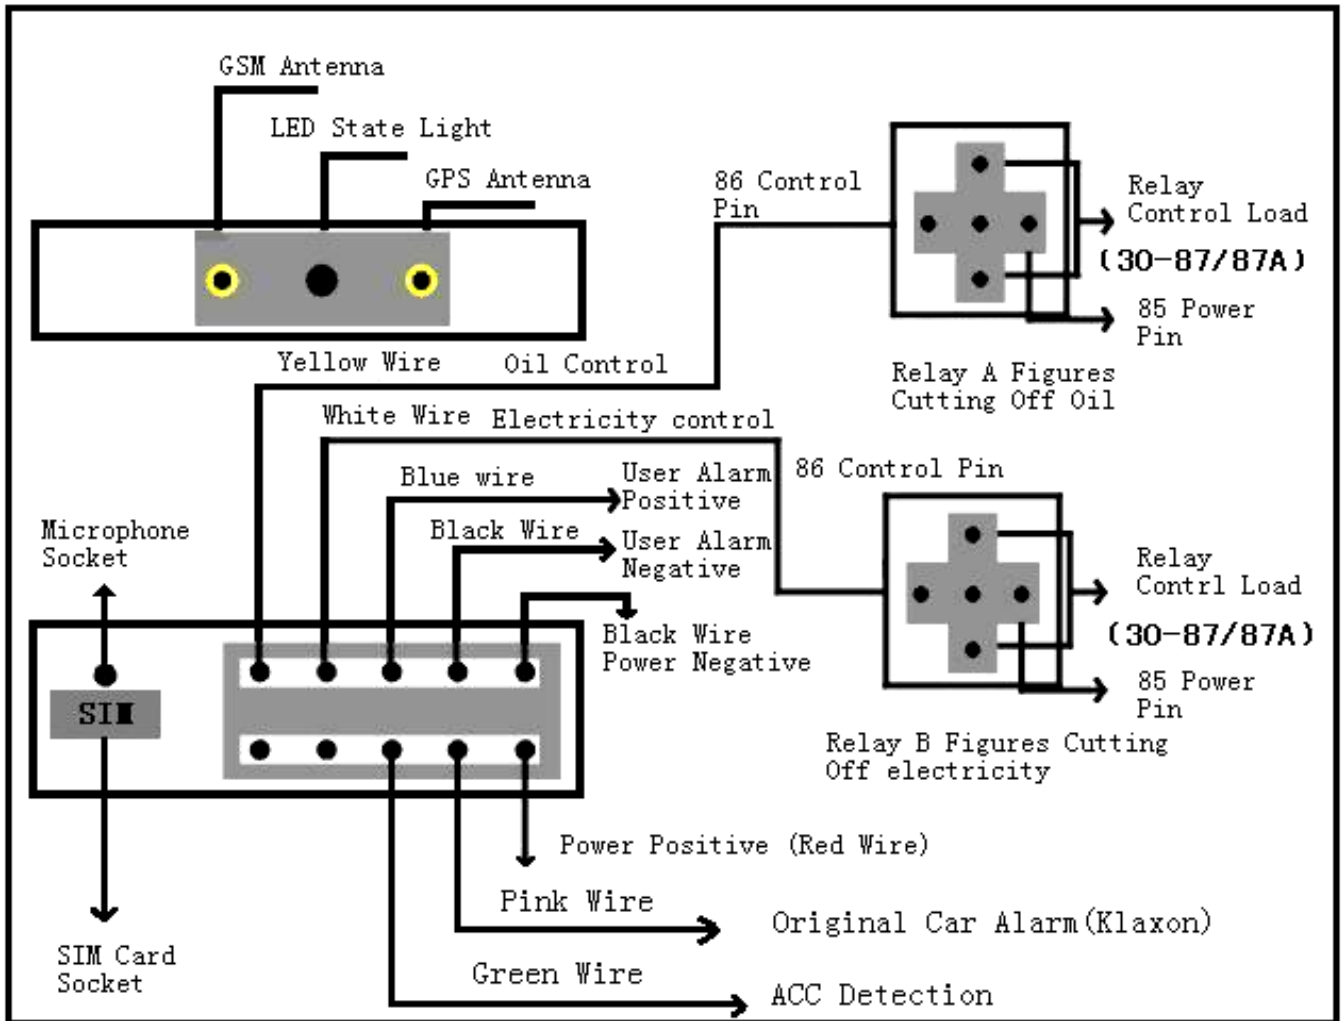 GSM Antenna
LED State Light
GPS Antenna
86 Control
Pin
Relay
Control Load
(30-87/87A)
85 Power
Pin
Relay A Figures
Cutting Off Oil
Yellow Wire
Oil Control
White Wire
Electricity control
Blue wire
User Alarm
Positive
Black Wire
User Alarm
Negative
Black Wire
Power Negative
86 Control Pin
Relay
Contrl Load
(30-87/87A)
85 Power
Pin
Relay B Figures Cutting
Off electricity
Microphone
Socket
SIM
SIM Card
Socket
Power Positive (Red Wire)
Pink Wire
Original Car Alarm(Klaxon)
Green Wire
ACC Detection